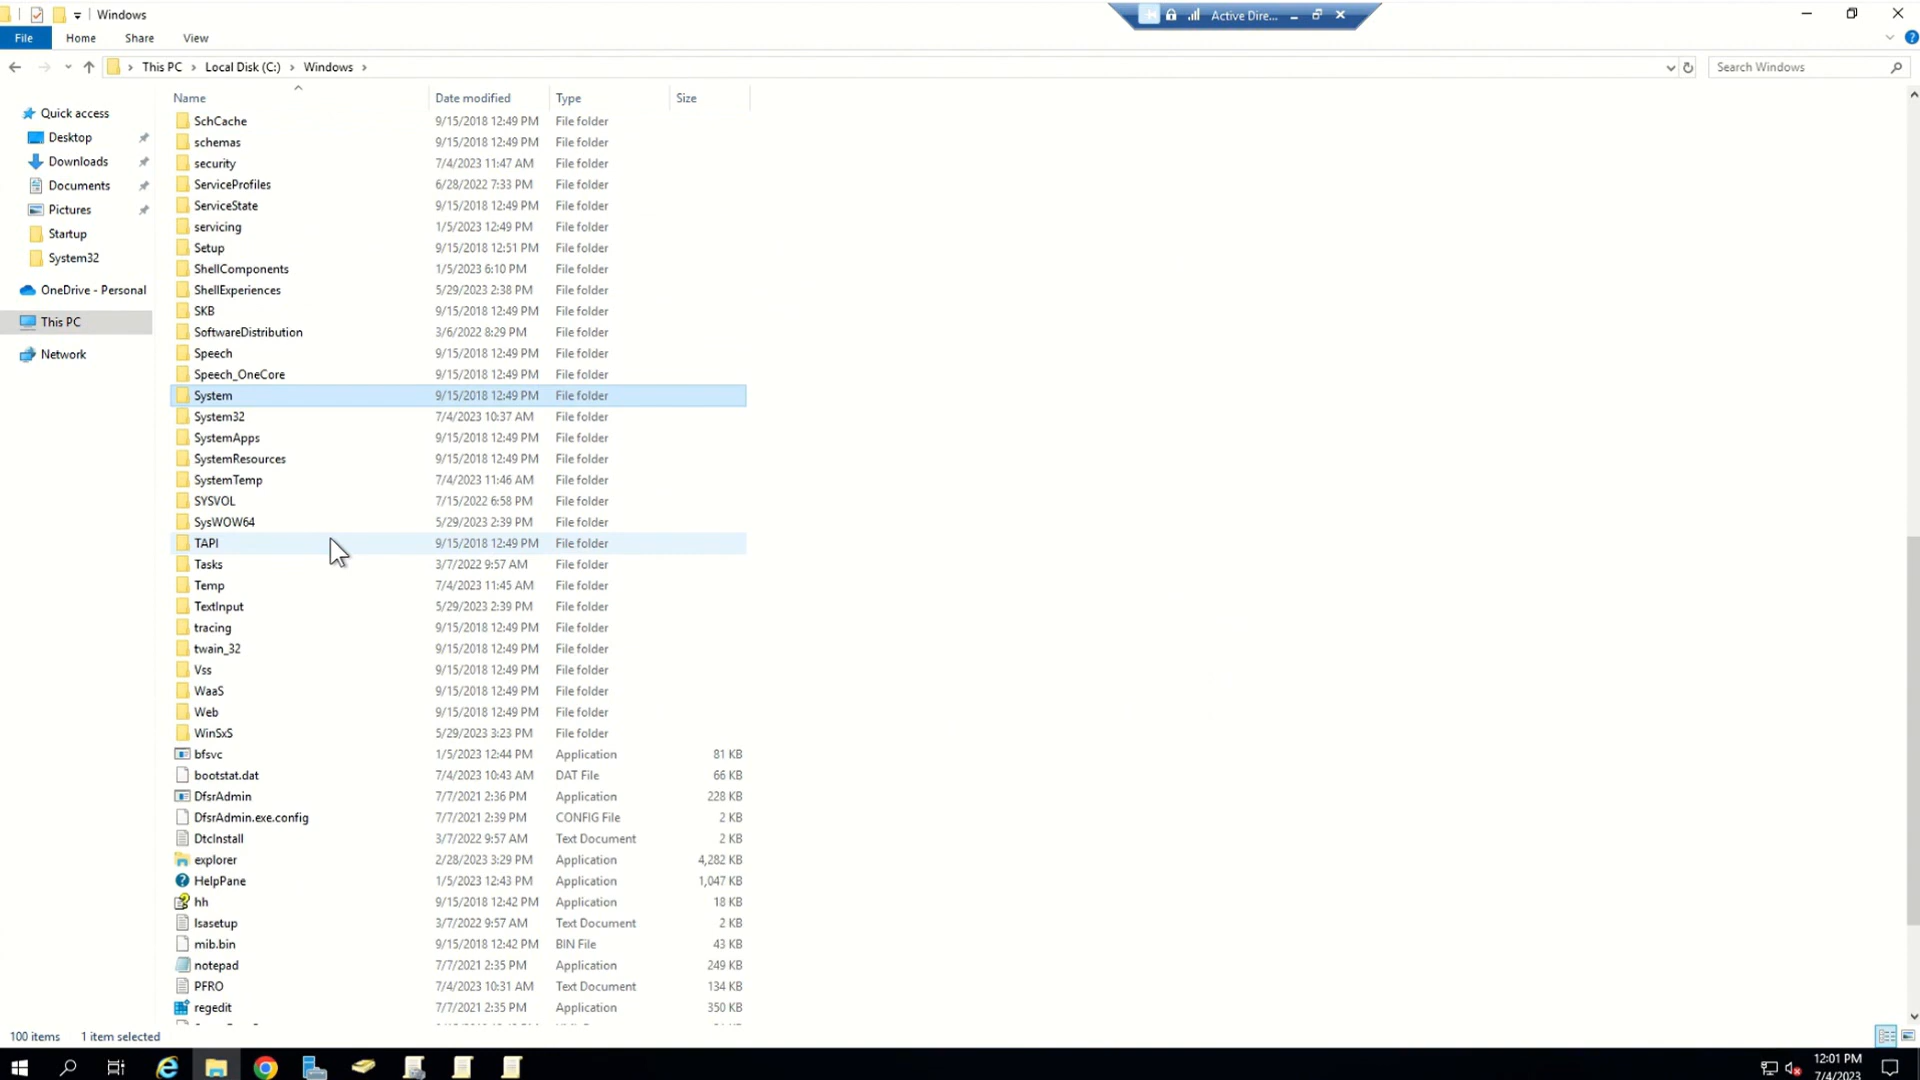 Windows
Active Dire...
File Home Share View
This PC Local Disk (C:) Windows
Search Windows
Name Date modified Type Size
Quick access
Desktop
Downloads
Documents
Pictures
Startup
System32
OneDrive - Personal
This PC
Network
SchCache 9/15/2018 12:49 PM File folder
schemas 9/15/2018 12:49 PM File folder
security 7/4/2023 11:47 AM File folder
ServiceProfiles 6/28/2022 7:33 PM File folder
ServiceState 9/15/2018 12:49 PM File folder
servicing 1/5/2023 12:49 PM File folder
Setup 9/15/2018 12:51 PM File folder
ShellComponents 1/5/2023 6:10 PM File folder
ShellExperiences 5/29/2023 2:38 PM File folder
SKB 9/15/2018 12:49 PM File folder
SoftwareDistribution 3/6/2022 8:29 PM File folder
Speech 9/15/2018 12:49 PM File folder
Speech_OneCore 9/15/2018 12:49 PM File folder
System 9/15/2018 12:49 PM File folder
System32 7/4/2023 10:37 AM File folder
SystemApps 9/15/2018 12:49 PM File folder
SystemResources 9/15/2018 12:49 PM File folder
SystemTemp 7/4/2023 11:46 AM File folder
SYSVOL 7/15/2022 6:58 PM File folder
SysWOW64 5/29/2023 2:39 PM File folder
TAPI 9/15/2018 12:49 PM File folder
Tasks 3/7/2022 9:57 AM File folder
Temp 7/4/2023 11:45 AM File folder
TextInput 5/29/2023 2:39 PM File folder
tracing 9/15/2018 12:49 PM File folder
twain_32 9/15/2018 12:49 PM File folder
Vss 9/15/2018 12:49 PM File folder
WaaS 9/15/2018 12:49 PM File folder
Web 9/15/2018 12:49 PM File folder
WinSxS 5/29/2023 3:23 PM File folder
bfsvc 1/5/2023 12:44 PM Application 81 KB
bootstat.dat 7/4/2023 10:43 AM DAT File 66 KB
DfsrAdmin 7/7/2021 2:36 PM Application 228 KB
DfsrAdmin.exe.config 7/7/2021 2:39 PM CONFIG File 2 KB
DtcInstall 3/7/2022 9:57 AM Text Document 2 KB
explorer 2/28/2023 3:29 PM Application 4,282 KB
HelpPane 1/5/2023 12:43 PM Application 1,047 KB
hh 9/15/2018 12:42 PM Application 18 KB
lsasetup 3/7/2022 9:57 AM Text Document 2 KB
mib.bin 9/15/2018 12:42 PM BIN File 43 KB
notepad 7/7/2021 2:35 PM Application 249 KB
PFRO 7/4/2023 10:31 AM Text Document 134 KB
regedit 7/7/2021 2:35 PM Application 350 KB
100 items 1 item selected
12:01 PM
7/4/2023